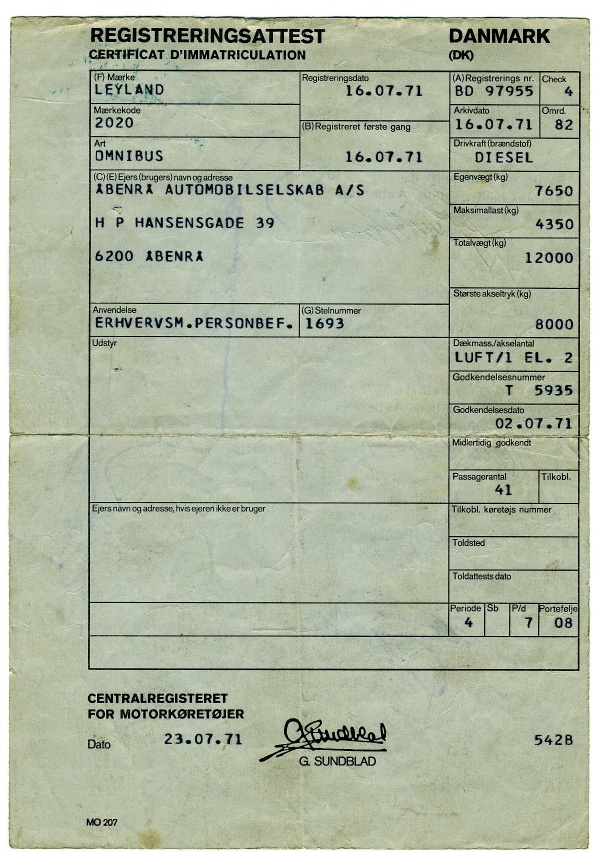 REGISTRERINGSATTEST
CERTIFICAT D'IMMATRICULATION
DANMARK
(DK)
(F) Mærke
LEYLAND
Registreringsdato
16.07.71
(A) Registrerings nr.
BD 97955
Check
4
Mærkekode
2020
(B) Registreret første gang
16.07.71
Arkivdato
16.07.71
Omrd.
82
Art
OMNIBUS
Drivkraft (brændstof)
DIESEL
(C) (E) Ejers (brugers) navn og adresse
ÅBENRÅ AUTOMOBILSELSKAB A/S
H P HANSENSGADE 39
6200 ÅBENRÅ
Egenvægt (kg)
7650
Maksimallast (kg)
4350
Totalvægt (kg)
12000
Største akseltryk (kg)
8000
Anvendelse
ERHVERVSM.PERSONBEF.
(G) Stelnummer
1693
Udstyr
Dækmass./akselantal
LUFT/1 EL. 2
Godkendelsesnummer
T 5935
Godkendelsesdato
02.07.71
Midlertidig godkendt
Passagerantal
41
Tilkobl.
Ejers navn og adresse, hvis ejeren ikke er bruger
Tilkobl. køretøjs nummer
Toldsted
Toldattests dato
Periode
4
Sb
P/d
7
Portefølje
08
CENTRALREGISTERET
FOR MOTORKØRETØJER
Dato
23.07.71
G Sundblad
G. SUNDBLAD
542B
MO 207